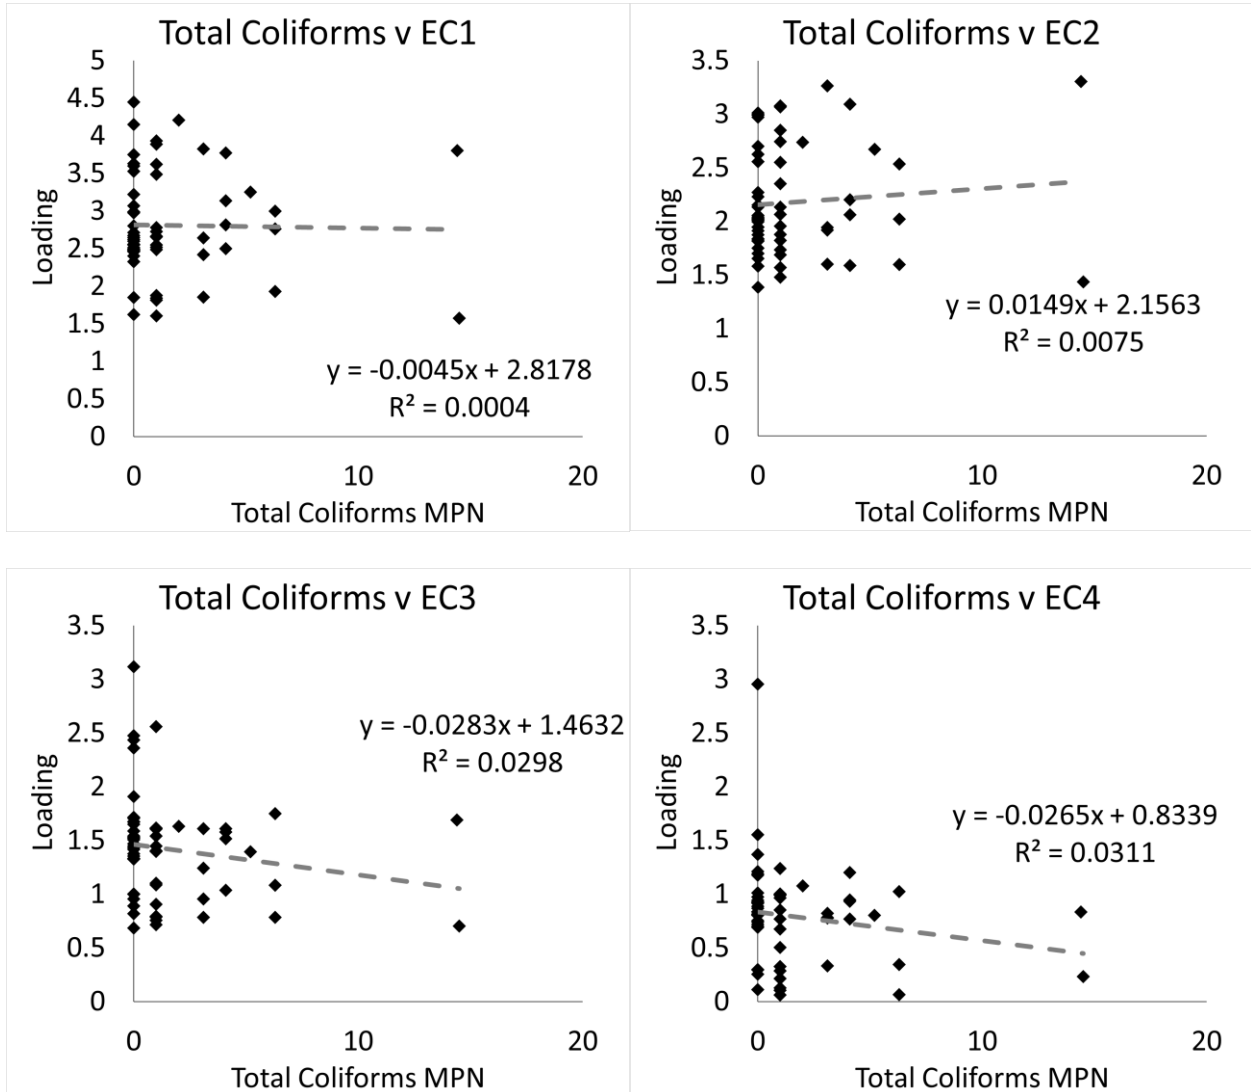 Total Coliforms v EC1
5
4.5
4
3.5
3
2.5
2
1.5
1
0.5
0
Loading
y = -0.0045x + 2.8178
R² = 0.0004
0 10 20
Total Coliforms MPN
Total Coliforms v EC2
3.5
3
2.5
2
1.5
1
0.5
0
Loading
y = 0.0149x + 2.1563
R² = 0.0075
0 10 20
Total Coliforms MPN
Total Coliforms v EC3
3.5
3
2.5
2
1.5
1
0.5
0
Loading
y = -0.0283x + 1.4632
R² = 0.0298
0 10 20
Total Coliforms MPN
Total Coliforms v EC4
3.5
3
2.5
2
1.5
1
0.5
0
Loading
y = -0.0265x + 0.8339
R² = 0.0311
0 10 20
Total Coliforms MPN